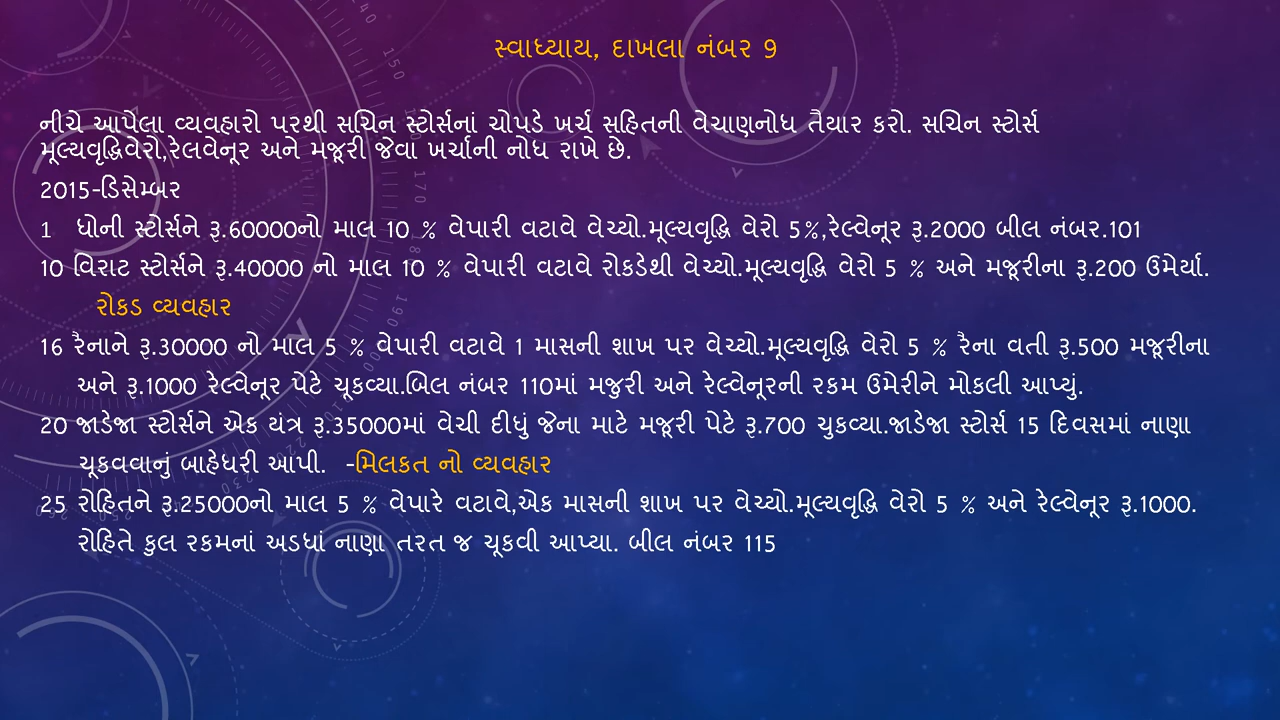 સ્વાધ્યાય, દાખલા નંબર 9
નીચે આપેલા વ્યવહારો પરથી સચિન સ્ટોર્સનાં ચોપડે ખર્ચ સહિતની વેચાણનોધ તૈયાર કરો. સચિન સ્ટોર્સ
મૂલ્યવૃદ્ધિવેરો,રેલવેનૂર અને મજૂરી જેવા ખર્ચાની નોધ રાખે છે.
2015-ડિસેમ્બર
1 ધોની સ્ટોર્સને રૂ.60000નો માલ 10 % વેપારી વટાવે વેચ્યો.મૂલ્યવૃદ્ધિ વેરો 5%,રેલ્વેનૂર રૂ.2000 બીલ નંબર.101
10 વિરાટ સ્ટોર્સને રૂ.40000 નો માલ 10 % વેપારી વટાવે રોકડેથી વેચ્યો.મૂલ્યવૃદ્ધિ વેરો 5 % અને મજૂરીના રૂ.200 ઉમેર્યા.
રોકડ વ્યવહાર
16 રૈનાને રૂ.30000 નો માલ 5 % વેપારી વટાવે 1 માસની શાખ પર વેચ્યો.મૂલ્યવૃદ્ધિ વેરો 5 % રૈના વતી રૂ.500 મજૂરીના
અને રૂ.1000 રેલ્વેનૂર પેટે ચૂકવ્યા..બિલ નંબર 110માં મજુરી અને રેલ્વેનૂરની રકમ ઉમેરીને મોકલી આપ્યું.
20 જાડેજા સ્ટોર્સને એક યંત્ર રૂ.35000માં વેચી દીધું જેના માટે મજૂરી પેટે રૂ.700 ચુકવ્યા.જાડેજા સ્ટોર્સ 15 દિવસમાં નાણા
ચૂકવવાનું બાહેધરી આપી. -મિલકત નો વ્યવહાર
25 રોહિતને રૂ.25000નો માલ 5 % વેપારે વટાવે,એક માસની શાખ પર વેચ્યો.મૂલ્યવૃદ્ધિ વેરો 5 % અને રેલ્વેનૂર રૂ.1000.
રોહિતે કુલ રકમનાં અડધાં નાણા તરત જ ચૂકવી આપ્યા. બીલ નંબર 115